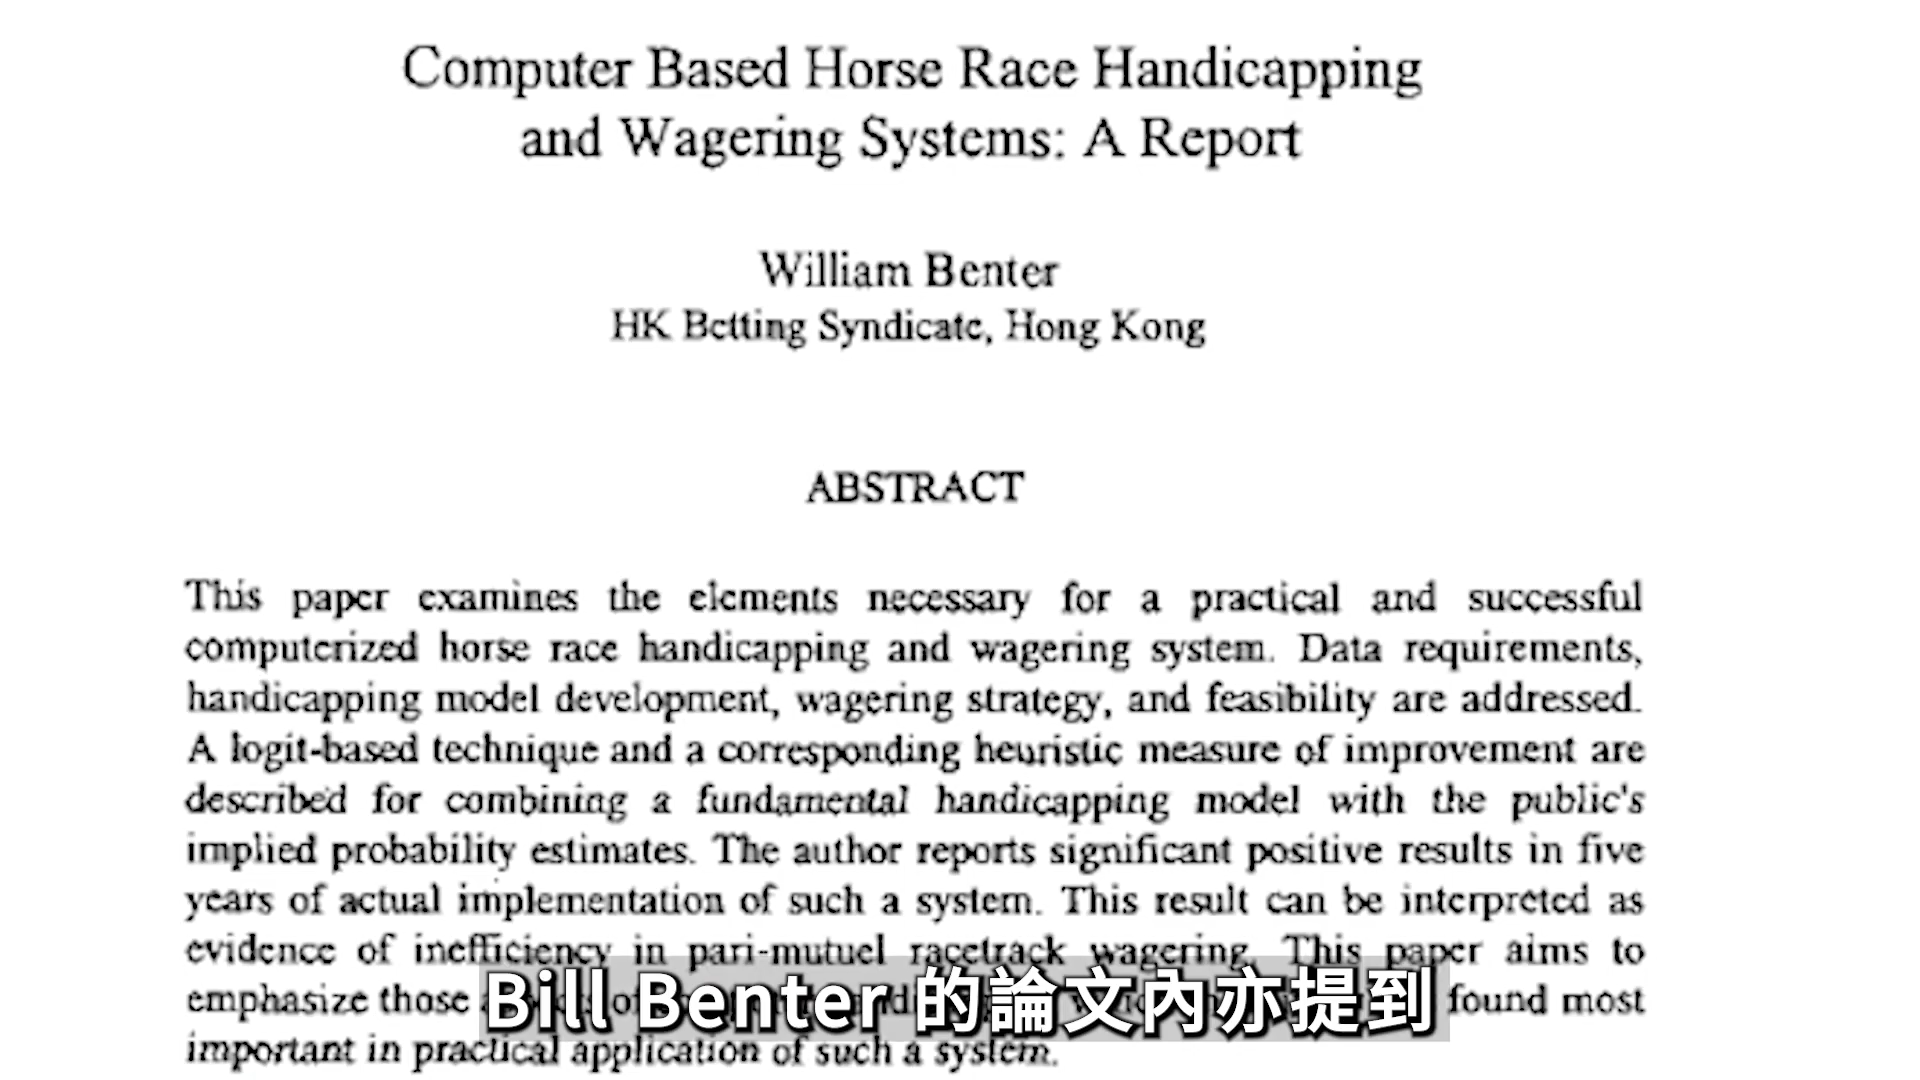 Computer Based Horse Race Handicapping
and Wagering Systems: A Report
William Benter
HK Betting Syndicate, Hong Kong
ABSTRACT
This paper examines the elements necessary for a practical and successful
computerized horse race handicapping and wagering system. Data requirements,
handicapping model development, wagering strategy, and feasibility are addressed.
A logit-based technique and a corresponding heuristic measure of improvement are
described for combining a fundamental handicapping model with the public's
implied probability estimates. The author reports significant positive results in five
years of actual implementation of such a system. This result can be interpreted as
evidence of inefficiency in pari-mutuel racetrack wagering. This paper aims to
emphasize those found most
Bill Benter 的論文內亦提到
important in practical application of such a system.